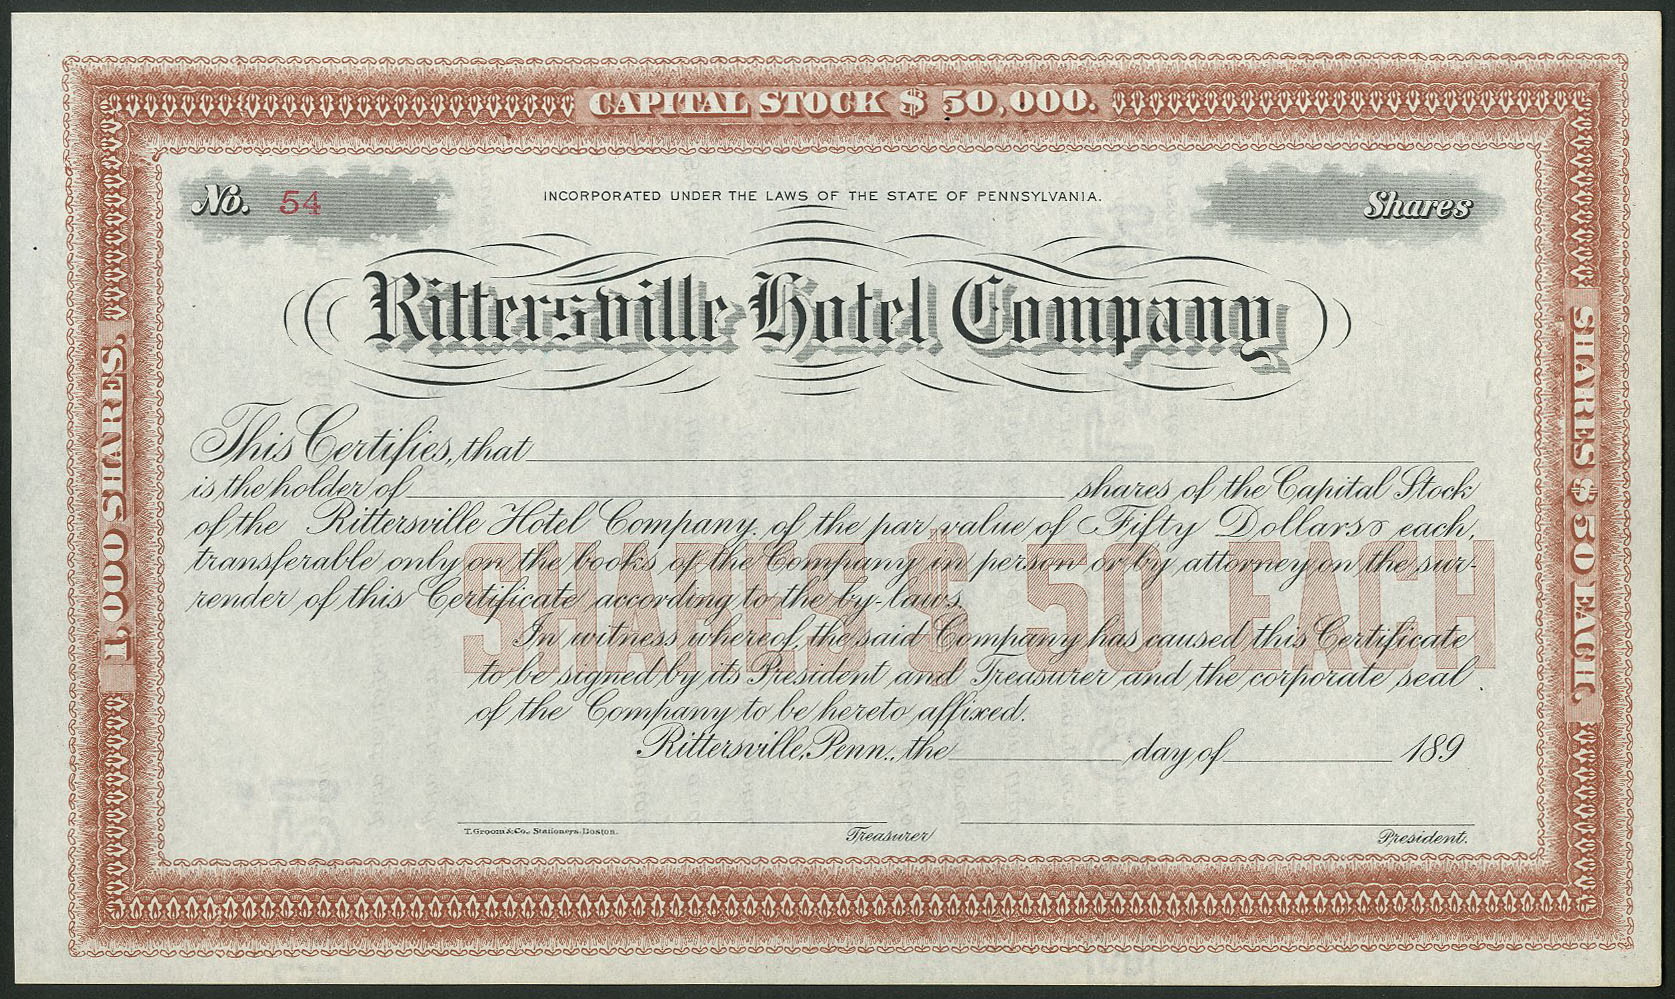 CAPITAL STOCK $ 50,000.
No. 54
INCORPORATED UNDER THE LAWS OF THE STATE OF PENNSYLVANIA.
Shares
Rittersville Hotel Company
1,000 SHARES.
SHARES $ 50 EACH.
This Certifies, that
is the holder of shares of the Capital Stock
of the Rittersville Hotel Company of the par value of Fifty Dollars each,
transferable only on the books of the Company in person or by attorney on the sur-
render of this Certificate according to the by-laws.
SHARES $ 50 EACH
In witness whereof, the said Company has caused this Certificate
to be signed by its President and Treasurer and the corporate seal
of the Company to be hereto affixed.
Rittersville, Penn., the day of 189
T. Groom & Co., Stationers, Boston.
Treasurer
President.